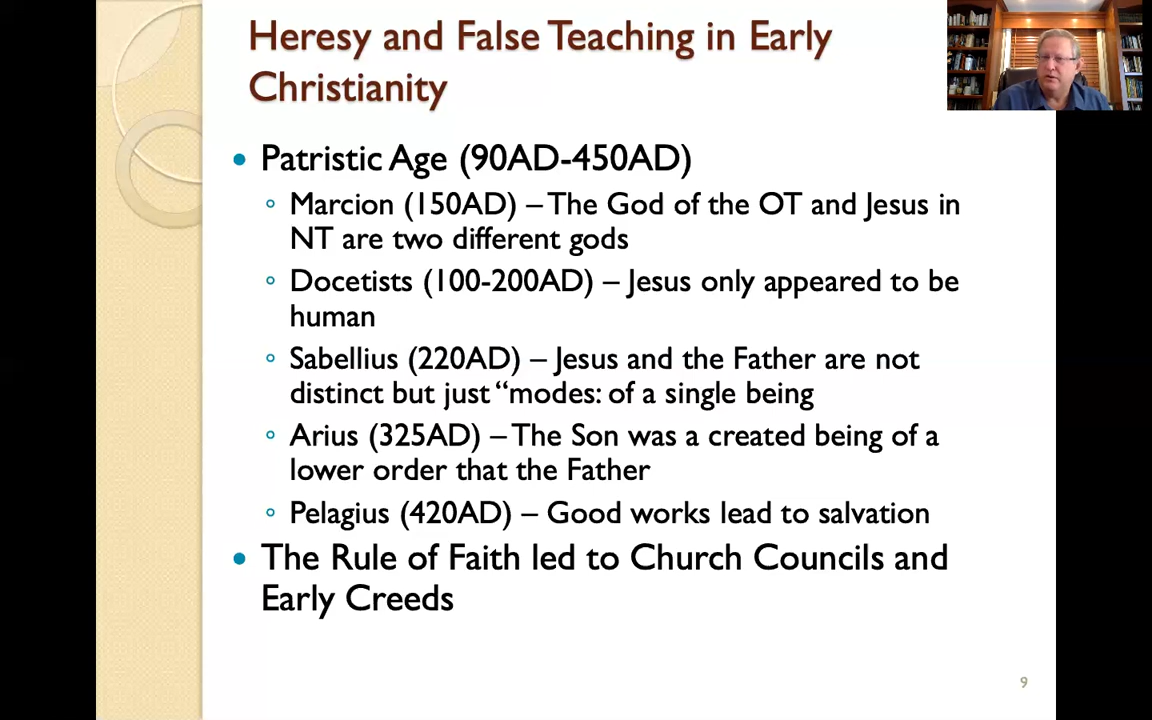 Heresy and False Teaching in Early
Christianity
• Patristic Age (90AD-450AD)
◦ Marcion (150AD) – The God of the OT and Jesus in
NT are two different gods
◦ Docetists (100-200AD) – Jesus only appeared to be
human
◦ Sabellius (220AD) – Jesus and the Father are not
distinct but just “modes: of a single being
◦ Arius (325AD) – The Son was a created being of a
lower order that the Father
◦ Pelagius (420AD) – Good works lead to salvation
• The Rule of Faith led to Church Councils and
Early Creeds
9